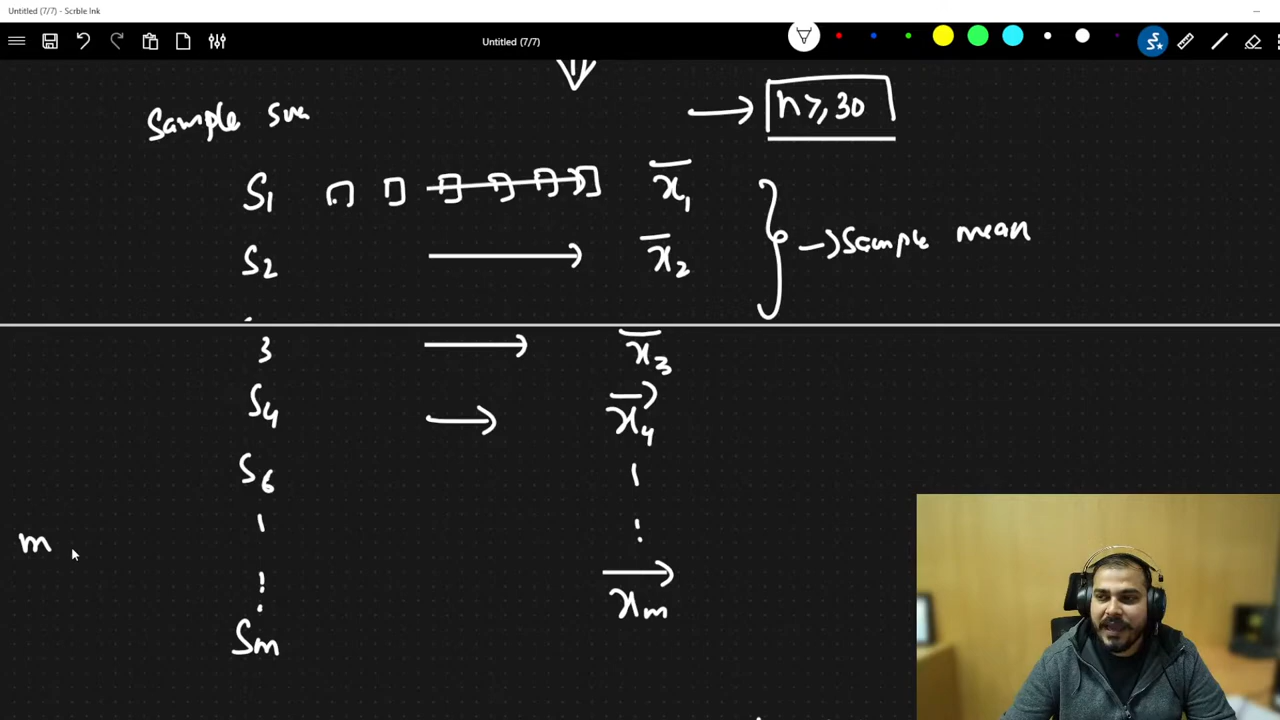 Untitled (7/7) - Scrble Ink
Untitled (7/7)
n ≥ 30
Sample
S1 x̄1
S2 x̄2
→ Sample mean
3 x̄3
S4 x̄4
S6
m
Sm xm